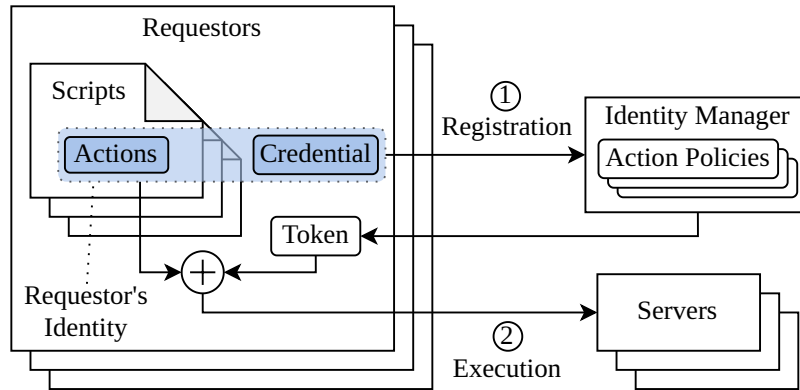 Requestors
Scripts
Actions
Credential
1
Registration
Identity Manager
Action Policies
Token
Requestor's
Identity
2
Execution
Servers